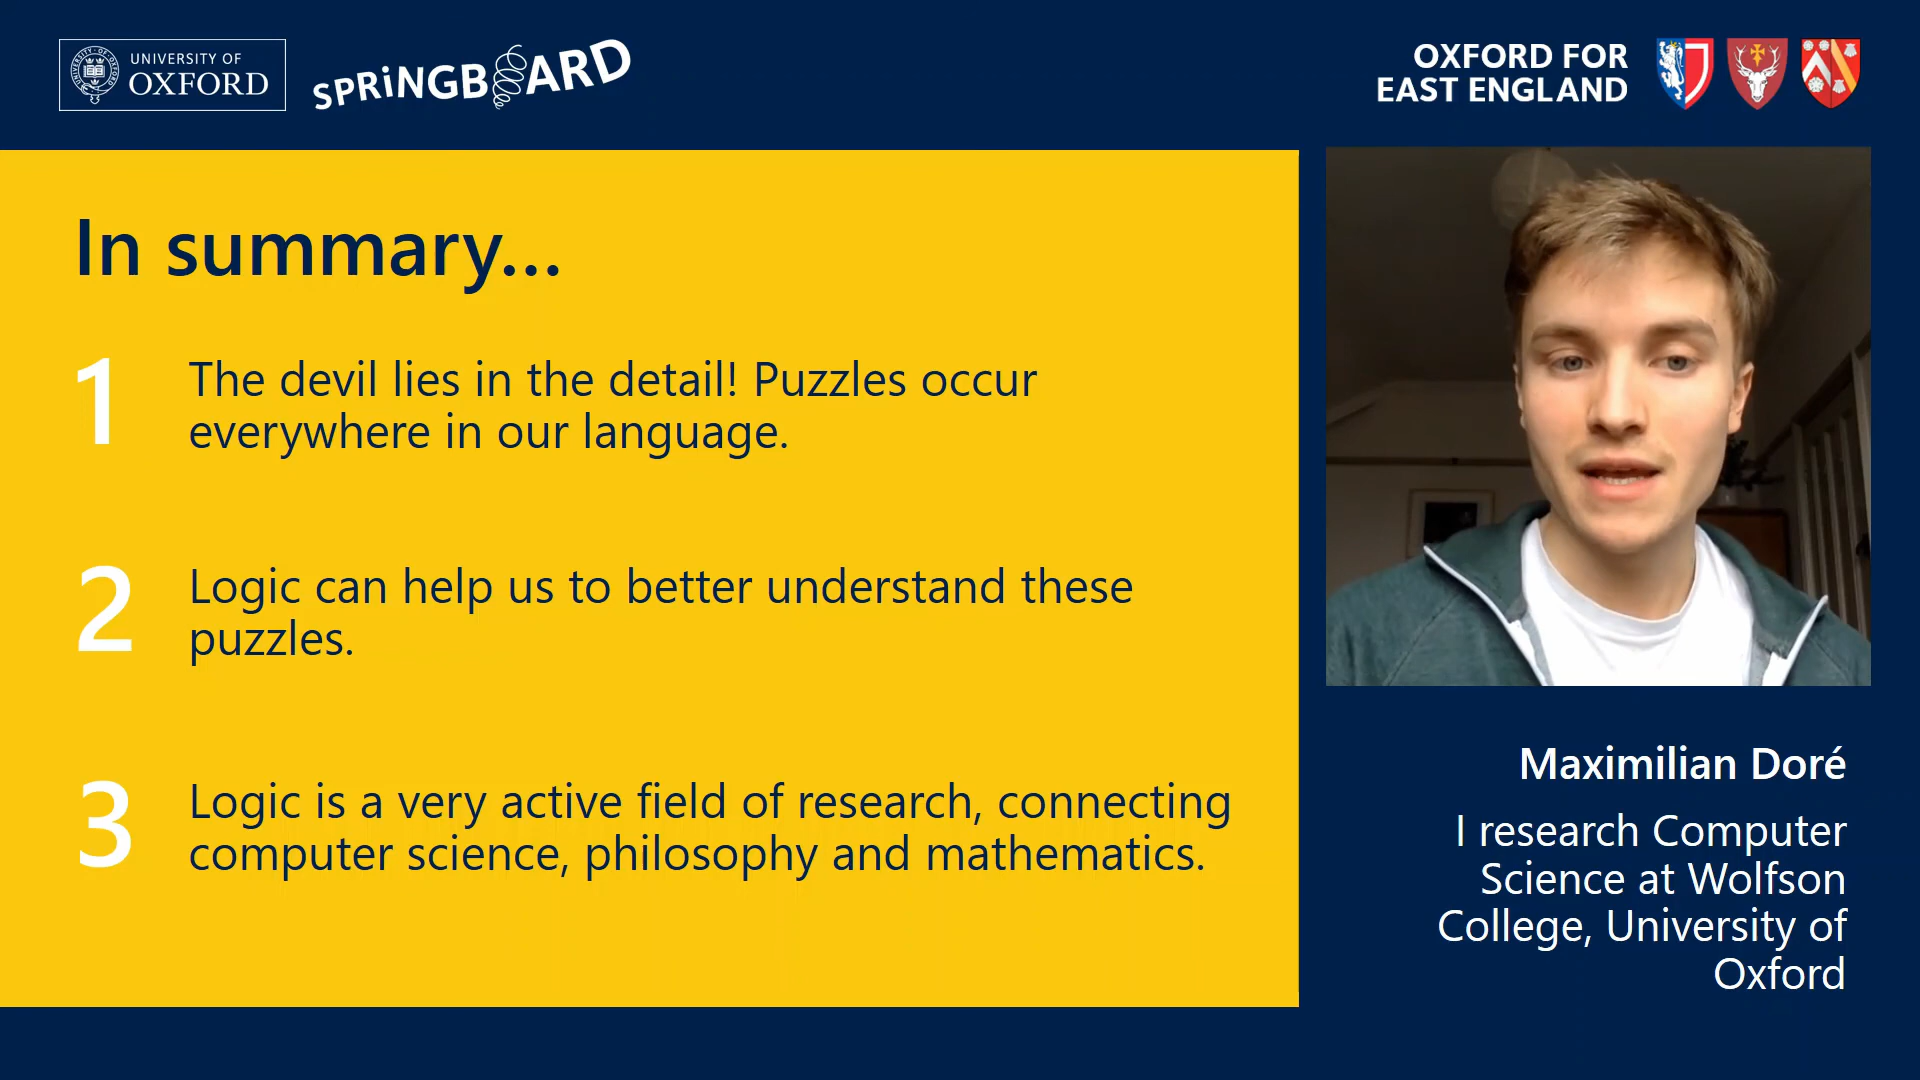 UNIVERSITY OF
OXFORD
SPRiNGBOARD
OXFORD FOR
EAST ENGLAND
In summary...
1
The devil lies in the detail! Puzzles occur
everywhere in our language.
2
Logic can help us to better understand these
puzzles.
3
Logic is a very active field of research, connecting
computer science, philosophy and mathematics.
Maximilian Doré
I research Computer
Science at Wolfson
College, University of
Oxford